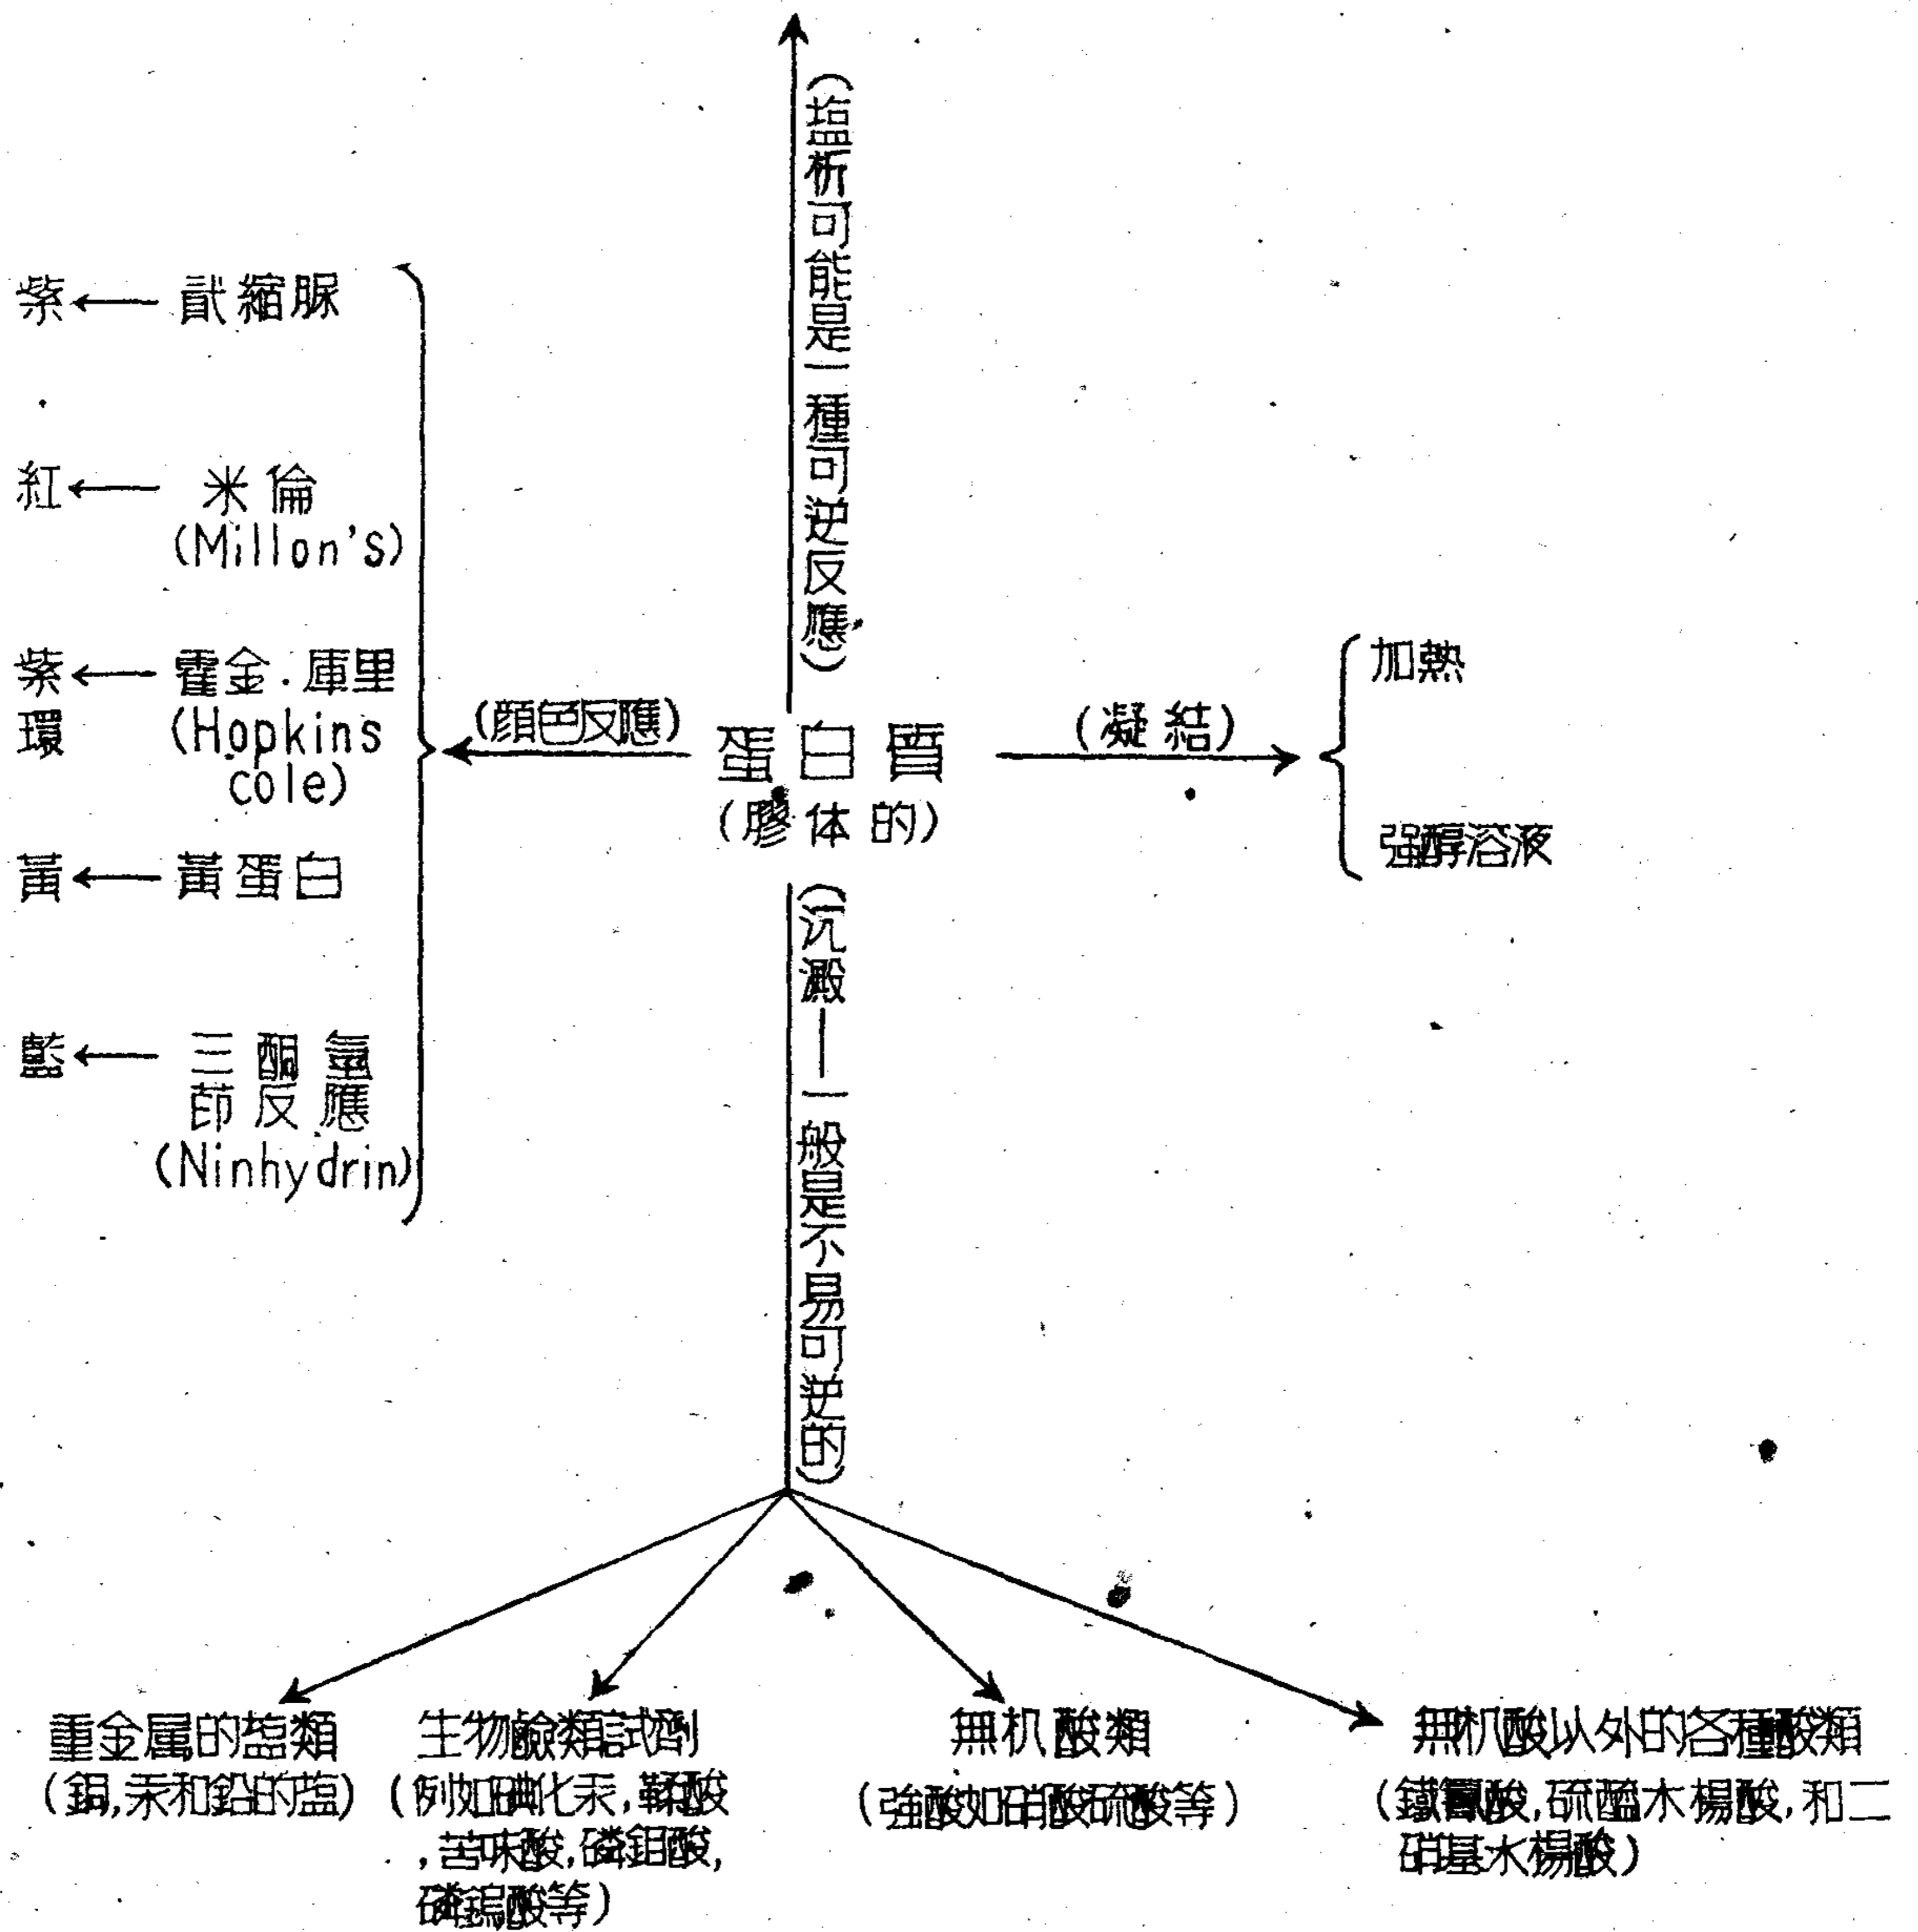 (塩析可能是一種可逆反應)
紫 ← 貳縮脲
紅 ← 米倫
(Millon's)
紫 ← 霍金.庫里
環 (Hopkins
cole)
黃 ← 黃蛋白
藍 ← 三酮氫
茚反應
(Ninhydrin)
(顔色反應)
蛋白質
(膠体的)
(凝結)
加熱
強醇溶液
(沉澱——一般是不易可逆的)
重金属的塩類
(銅,汞和鉛的塩)
生物鹼類試劑
(例如碘化汞,鞣酸
,苦味酸,磷鉬酸,
磷鎢酸等)
無机酸類
(強酸如硝酸硫酸等)
無机酸以外的各種酸類
(鐵氰酸,硫醯水楊酸,和二
硝基水楊酸)